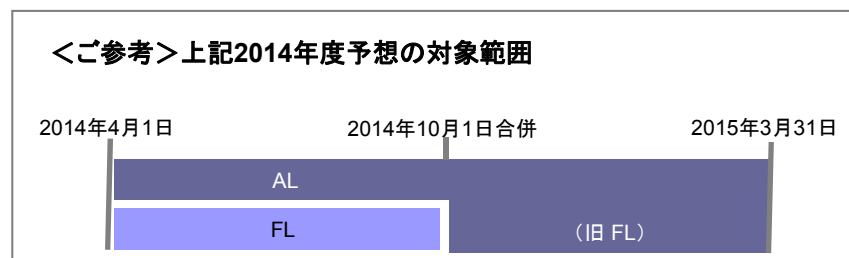 ＜ご参考＞上記2014年度予想の対象範囲
2014年4月1日 2014年10月1日合併 2015年3月31日
AL
FL （旧 FL）